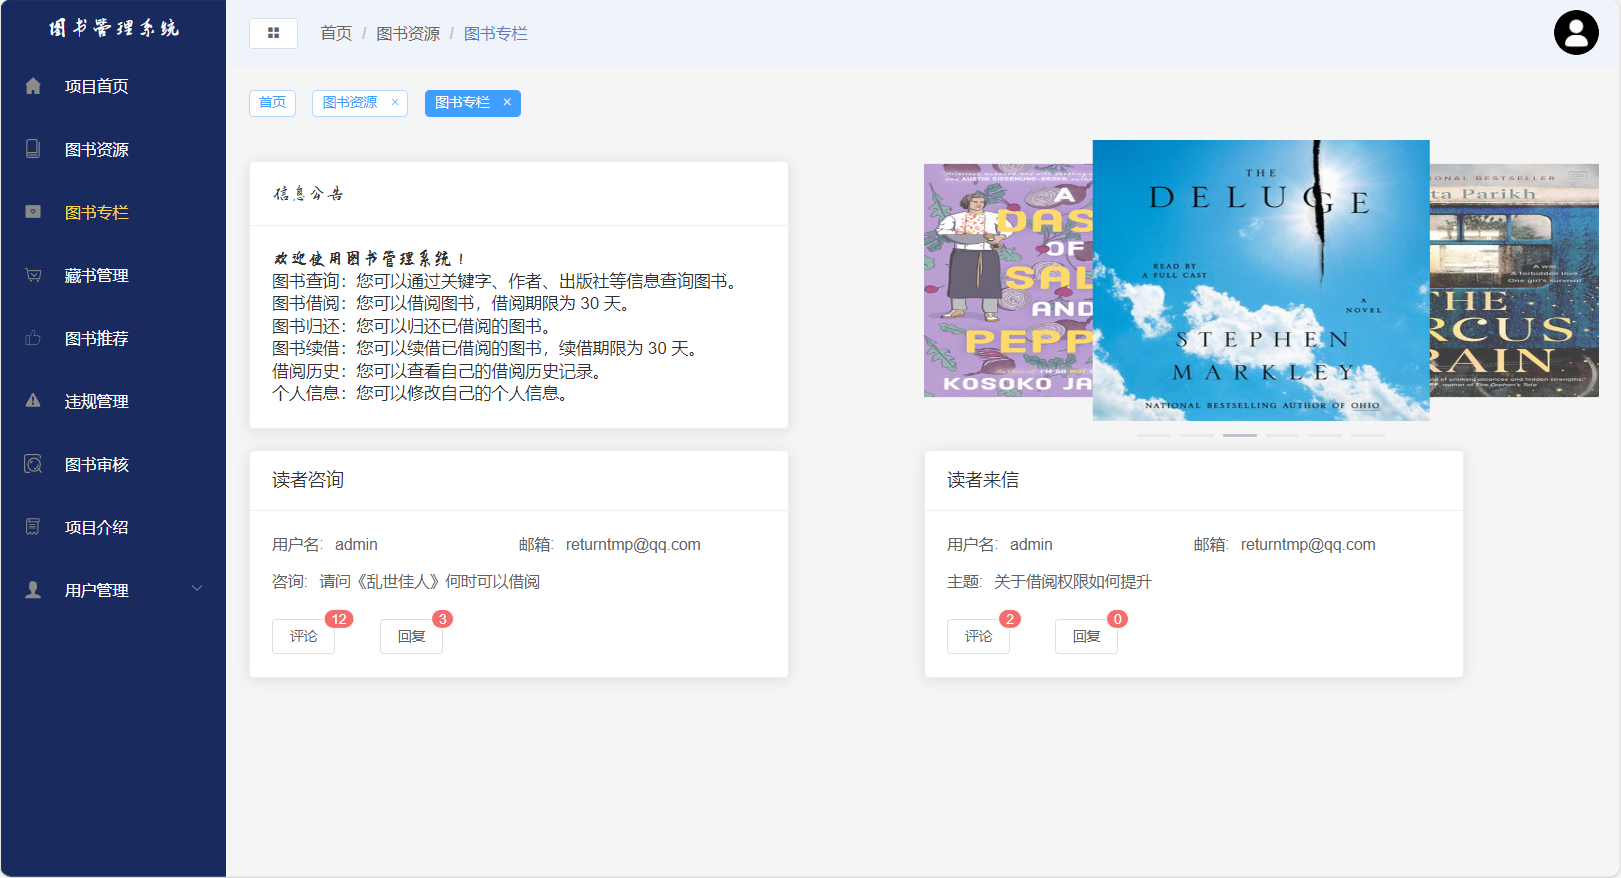 图书管理系统
项目首页
图书资源
图书专栏
藏书管理
图书推荐
违规管理
图书审核
项目介绍
用户管理
首页 / 图书资源 / 图书专栏
首页 图书资源 × 图书专栏 ×
信息公告
欢迎使用图书管理系统！
图书查询：您可以通过关键字、作者、出版社等信息查询图书。
图书借阅：您可以借阅图书，借阅期限为 30 天。
图书归还：您可以归还已借阅的图书。
图书续借：您可以续借已借阅的图书，续借期限为 30 天。
借阅历史：您可以查看自己的借阅历史记录。
个人信息：您可以修改自己的个人信息。
A
DAS
OF
SAL
AND
PEPP
KOSOKO JA
THE
DELUGE
READ BY
A FULL CAST
A
NOVEL
STEPHEN
MARKLEY
NATIONAL BESTSELLING AUTHOR OF OHIO
ONAL BESTSELLER
ta Parikh
A war.
A forbidden love.
One girl's survival
THE
RCUS
RAIN
读者咨询
用户名: admin 邮箱: returntmp@qq.com
咨询: 请问《乱世佳人》何时可以借阅
评论 12 回复 3
读者来信
用户名: admin 邮箱: returntmp@qq.com
主题: 关于借阅权限如何提升
评论 2 回复 0